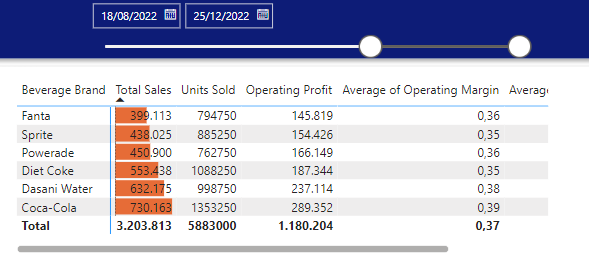 18/08/2022 25/12/2022
Beverage Brand Total Sales Units Sold Operating Profit Average of Operating Margin Average
Fanta 399.113 794750 145.819 0,36
Sprite 438.025 885250 154.426 0,35
Powerade 450.900 762750 166.149 0,36
Diet Coke 553.438 1088250 187.344 0,35
Dasani Water 632.175 998750 237.114 0,38
Coca-Cola 730.163 1353250 289.352 0,39
Total 3.203.813 5883000 1.180.204 0,37